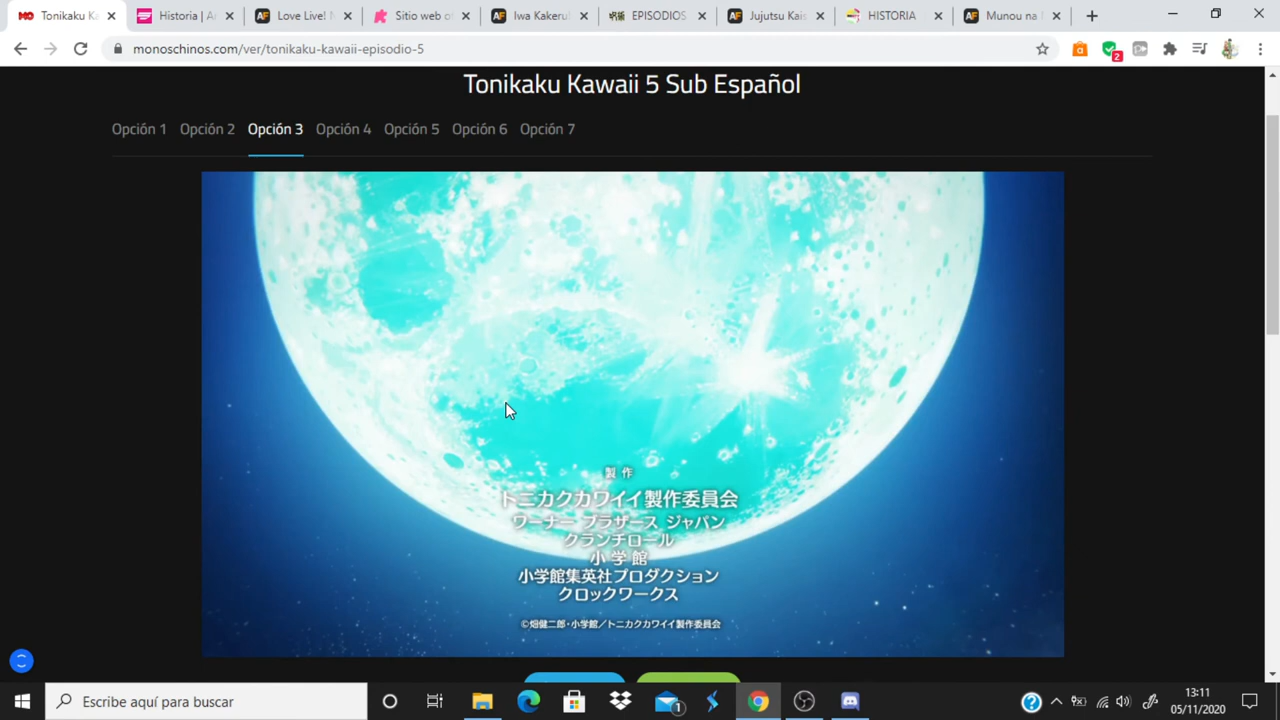 Tonikaku Ka
Historia | Ar
Love Live! N
Sitio web of
Iwa Kakeru!
EPISODIOS
Jujutsu Kais
HISTORIA
Munou na N
monoschinos.com/ver/tonikaku-kawaii-episodio-5
2
Tonikaku Kawaii 5 Sub Español
Opción 1 Opción 2 Opción 3 Opción 4 Opción 5 Opción 6 Opción 7
製作
トニカクカワイイ製作委員会
ワーナー ブラザース ジャパン
クランチロール
小学館
小学館集英社プロダクション
クロックワークス
©畑健二郎・小学館／トニカクカワイイ製作委員会
Escribe aquí para buscar
1
13:11
05/11/2020